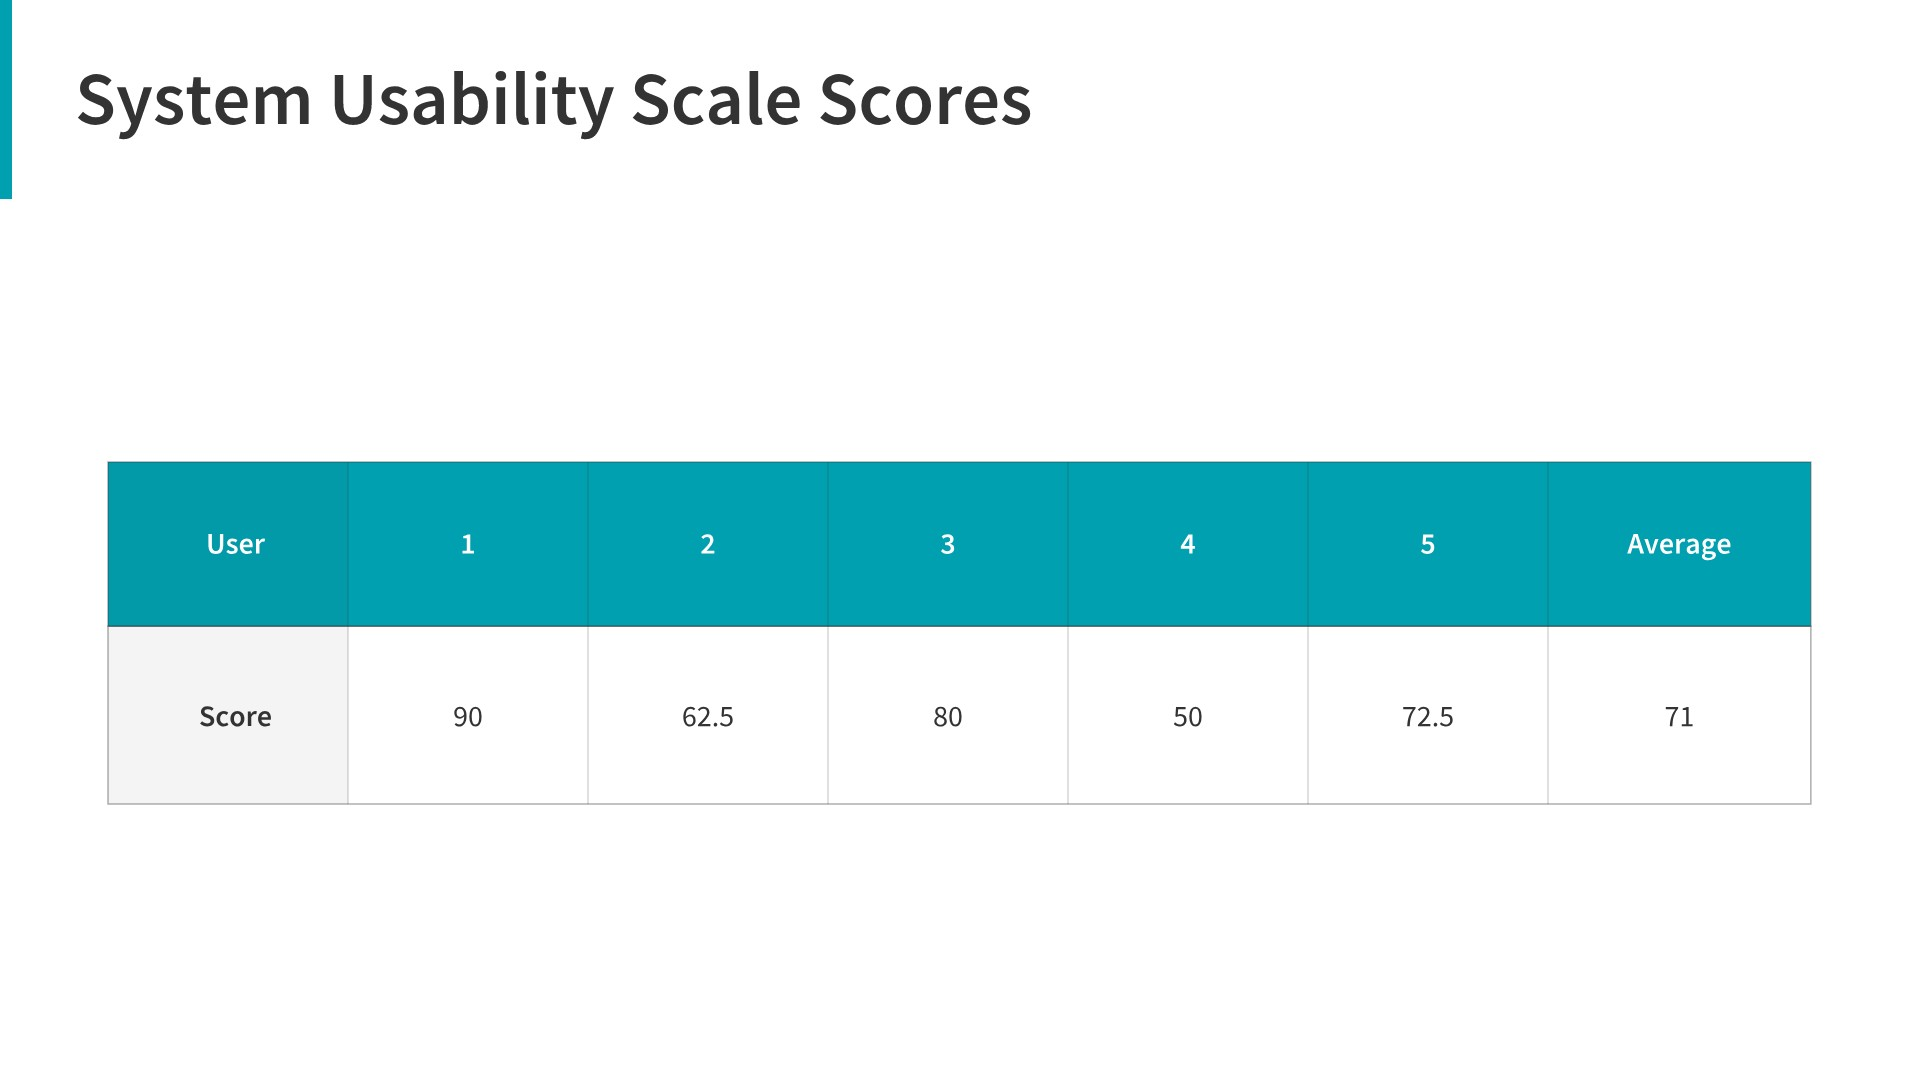 System Usability Scale Scores
User 1 2 3 4 5 Average
Score 90 62.5 80 50 72.5 71